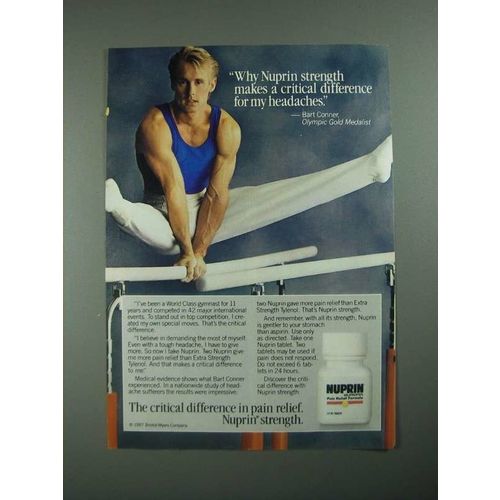 “Why Nuprin strength
makes a critical difference
for my headaches.”
— Bart Conner,
Olympic Gold Medalist
“I’ve been a World Class gymnast for 11
years and competed in 42 major international
events. To stand out in top competition, I cre-
ated my own special moves. That’s the critical
difference.
“I believe in demanding the most of myself.
Even with a tough headache, I have to give
more. So now I take Nuprin. Two Nuprin give
me more pain relief than Extra Strength
Tylenol. And that makes a critical difference
to me.”
Medical evidence shows what Bart Conner
experienced. In a nationwide study of head-
ache sufferers the results were impressive.
two Nuprin gave more pain relief than Extra
Strength Tylenol. That’s Nuprin strength.
And remember, with all its strength, Nuprin
is gentler to your stomach
than aspirin. Use only
as directed. Take one
Nuprin tablet. Two
tablets may be used if
pain does not respond.
Do not exceed 6 tab-
lets in 24 hours.
Discover the criti-
cal difference with
Nuprin strength.
NUPRIN
Pain Relief Formula
The critical difference in pain relief.
Nuprin strength.
© 1987 Bristol-Myers Company